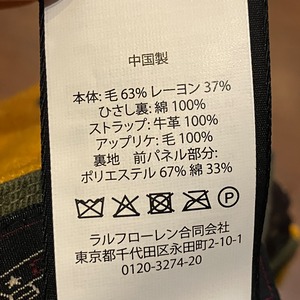 中国製
本体: 毛 63% レーヨン 37%
ひさし裏: 綿 100%
ストラップ: 牛革 100%
アップリケ: 毛 100%
裏地　前パネル部分:
ポリエステル 67% 綿 33%
P
ラルフローレン合同会社
東京都千代田区永田町2-10-1
0120-3274-20